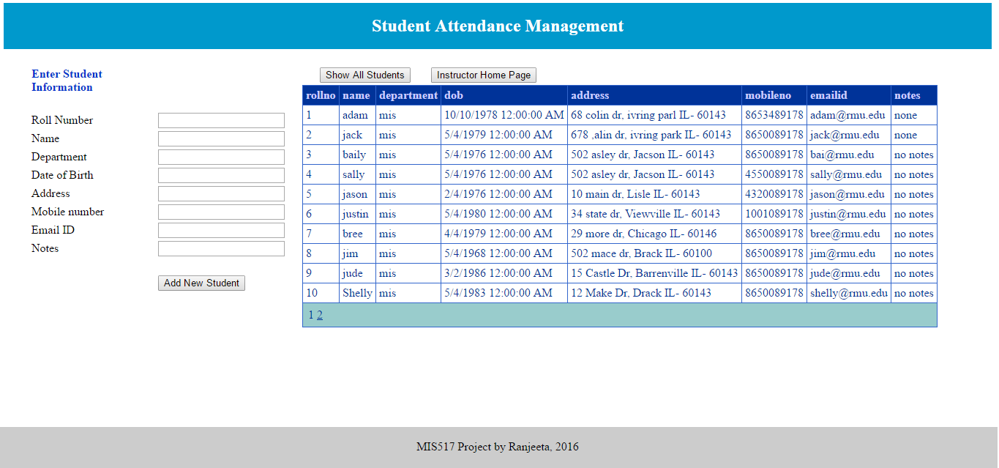 Student Attendance Management
Enter Student
Information
Roll Number
Name
Department
Date of Birth
Address
Mobile number
Email ID
Notes
Add New Student
Show All Students Instructor Home Page
rollno name department dob address mobileno emailid notes
1 adam mis 10/10/1978 12:00:00 AM 68 colin dr, ivring parl IL- 60143 8653489178 adam@rmu.edu none
2 jack mis 5/4/1979 12:00:00 AM 678 ,alin dr, ivring park IL- 60143 8650089178 jack@rmu.edu none
3 baily mis 5/4/1976 12:00:00 AM 502 asley dr, Jacson IL- 60143 8650089178 bai@rmu.edu no notes
4 sally mis 5/4/1976 12:00:00 AM 502 asley dr, Jacson IL- 60143 4550089178 sally@rmu.edu no notes
5 jason mis 2/4/1976 12:00:00 AM 10 main dr, Lisle IL- 60143 4320089178 jason@rmu.edu no notes
6 justin mis 5/4/1980 12:00:00 AM 34 state dr, Viewville IL- 60143 1001089178 justin@rmu.edu no notes
7 bree mis 4/4/1979 12:00:00 AM 29 more dr, Chicago IL- 60146 8650089178 bree@rmu.edu no notes
8 jim mis 5/4/1968 12:00:00 AM 502 mace dr, Brack IL- 60100 8650089178 jim@rmu.edu no notes
9 jude mis 3/2/1986 12:00:00 AM 15 Castle Dr, Barrenville IL- 60143 8650089178 jude@rmu.edu no notes
10 Shelly mis 5/4/1983 12:00:00 AM 12 Make Dr, Drack IL- 60143 8650089178 shelly@rmu.edu no notes
1 2
MIS517 Project by Ranjeeta, 2016